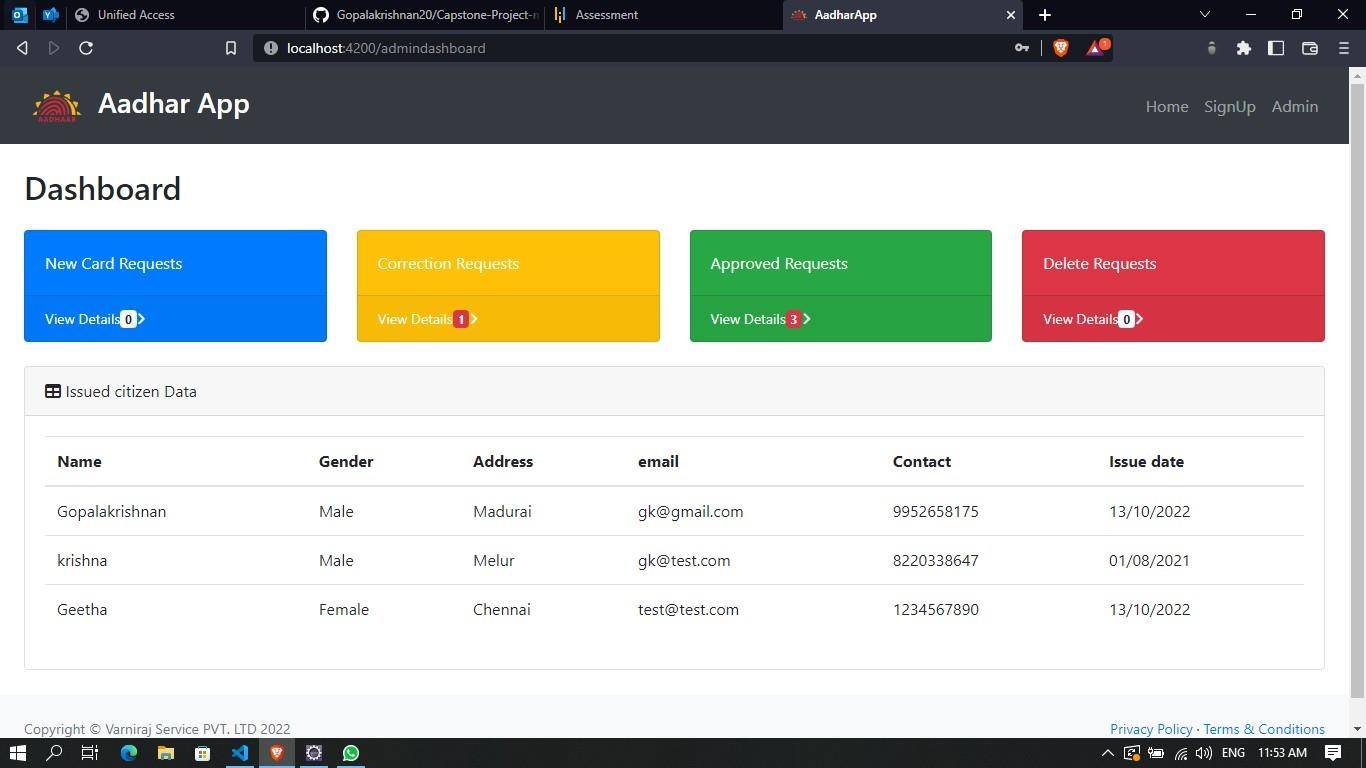 Unified Access
Gopalakrishnan20/Capstone-Project-
Assessment
AadharApp
localhost:4200/admindashboard
1
AADHAAR
Aadhar App
Home SignUp Admin
Dashboard
New Card Requests
View Details 0
Correction Requests
View Details 1
Approved Requests
View Details 3
Delete Requests
View Details 0
Issued citizen Data
Name Gender Address email Contact Issue date
Gopalakrishnan Male Madurai gk@gmail.com 9952658175 13/10/2022
krishna Male Melur gk@test.com 8220338647 01/08/2021
Geetha Female Chennai test@test.com 1234567890 13/10/2022
Copyright © Varniraj Service PVT. LTD 2022
Privacy Policy · Terms & Conditions
ENG 11:53 AM